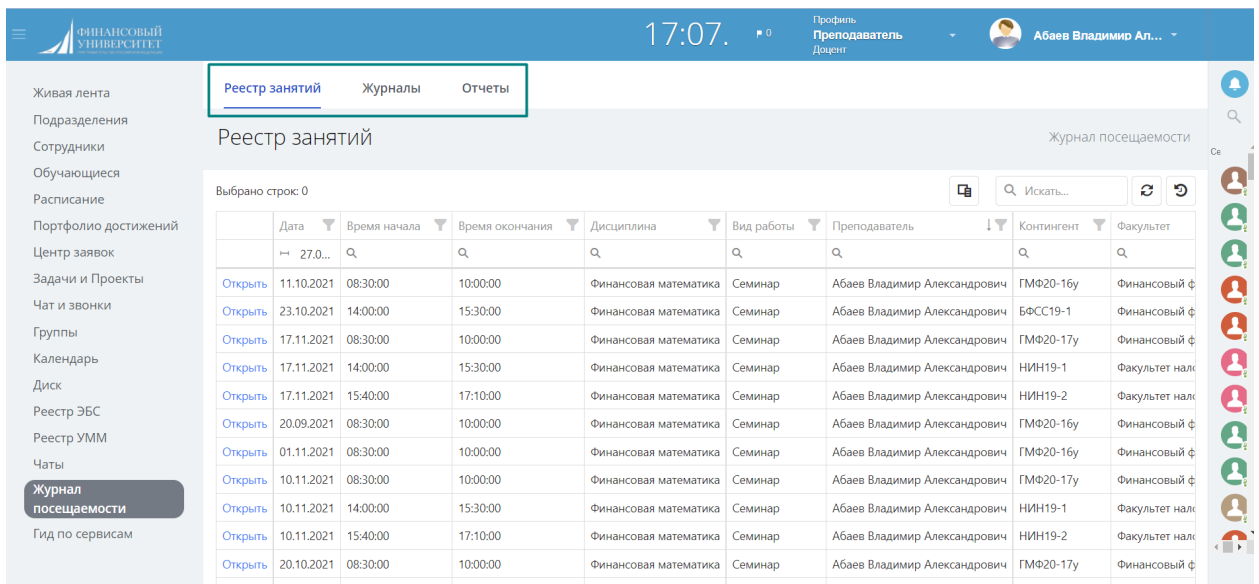 ФИНАНСОВЫЙ
УНИВЕРСИТЕТ
17:07.
0
Профиль
Преподаватель
Доцент
Абаев Владимир Ал...
Живая лента
Подразделения
Сотрудники
Обучающиеся
Расписание
Портфолио достижений
Центр заявок
Задачи и Проекты
Чат и звонки
Группы
Календарь
Диск
Реестр ЭБС
Реестр УММ
Чаты
Журнал
посещаемости
Гид по сервисам
Реестр занятий Журналы Отчеты
Реестр занятий
Журнал посещаемости
Се
Выбрано строк: 0
Искать...
Дата Время начала Время окончания Дисциплина Вид работы Преподаватель Контингент Факультет
27.0...
Открыть 11.10.2021 08:30:00 10:00:00 Финансовая математика Семинар Абаев Владимир Александрович ГМФ20-16у Финансовый ф
Открыть 23.10.2021 14:00:00 15:30:00 Финансовая математика Семинар Абаев Владимир Александрович БФСС19-1 Финансовый ф
Открыть 17.11.2021 08:30:00 10:00:00 Финансовая математика Семинар Абаев Владимир Александрович ГМФ20-17у Финансовый ф
Открыть 17.11.2021 14:00:00 15:30:00 Финансовая математика Семинар Абаев Владимир Александрович НИН19-1 Факультет нало
Открыть 17.11.2021 15:40:00 17:10:00 Финансовая математика Семинар Абаев Владимир Александрович НИН19-2 Факультет нало
Открыть 20.09.2021 08:30:00 10:00:00 Финансовая математика Семинар Абаев Владимир Александрович ГМФ20-16у Финансовый ф
Открыть 01.11.2021 08:30:00 10:00:00 Финансовая математика Семинар Абаев Владимир Александрович ГМФ20-16у Финансовый ф
Открыть 10.11.2021 08:30:00 10:00:00 Финансовая математика Семинар Абаев Владимир Александрович ГМФ20-17у Финансовый ф
Открыть 10.11.2021 14:00:00 15:30:00 Финансовая математика Семинар Абаев Владимир Александрович НИН19-1 Факультет нало
Открыть 10.11.2021 15:40:00 17:10:00 Финансовая математика Семинар Абаев Владимир Александрович НИН19-2 Факультет нало
Открыть 20.10.2021 08:30:00 10:00:00 Финансовая математика Семинар Абаев Владимир Александрович ГМФ20-17у Финансовый ф